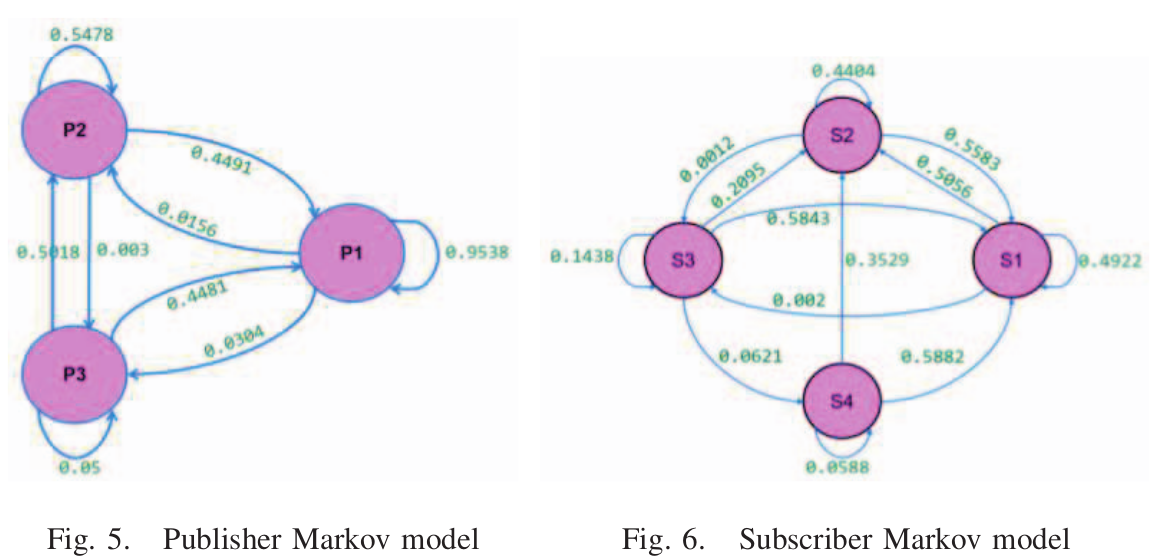 0.5478
P2
0.4491
0.0156
0.5018
0.003
P1
0.9538
0.4481
0.0304
P3
0.05
Fig. 5. Publisher Markov model
0.4404
S2
0.0012
0.2095
0.5583
0.5056
0.5843
0.1438
S3
0.3529
S1
0.4922
0.002
0.0621
0.5882
S4
0.0588
Fig. 6. Subscriber Markov model